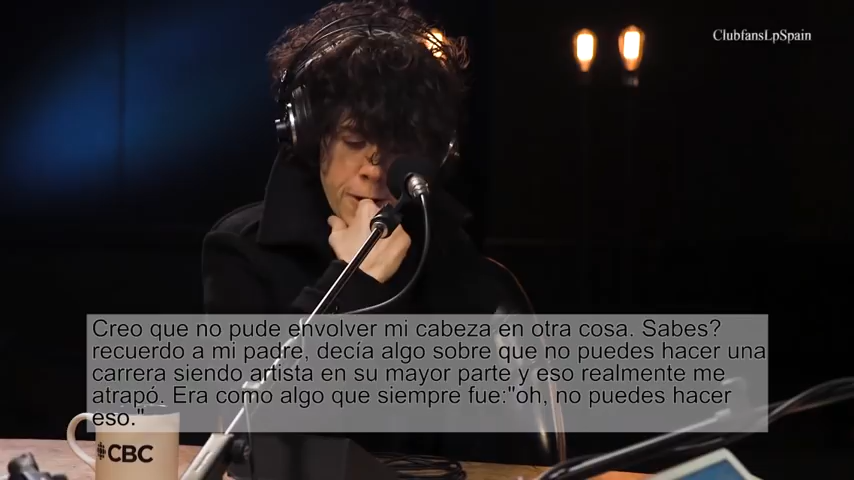 ClubfansLpSpain
Creo que no pude envolver mi cabeza en otra cosa. Sabes?
recuerdo a mi padre, decía algo sobre que no puedes hacer una
carrera siendo artista en su mayor parte y eso realmente me
atrapó. Era como algo que siempre fue:"oh, no puedes hacer
eso."
CBC